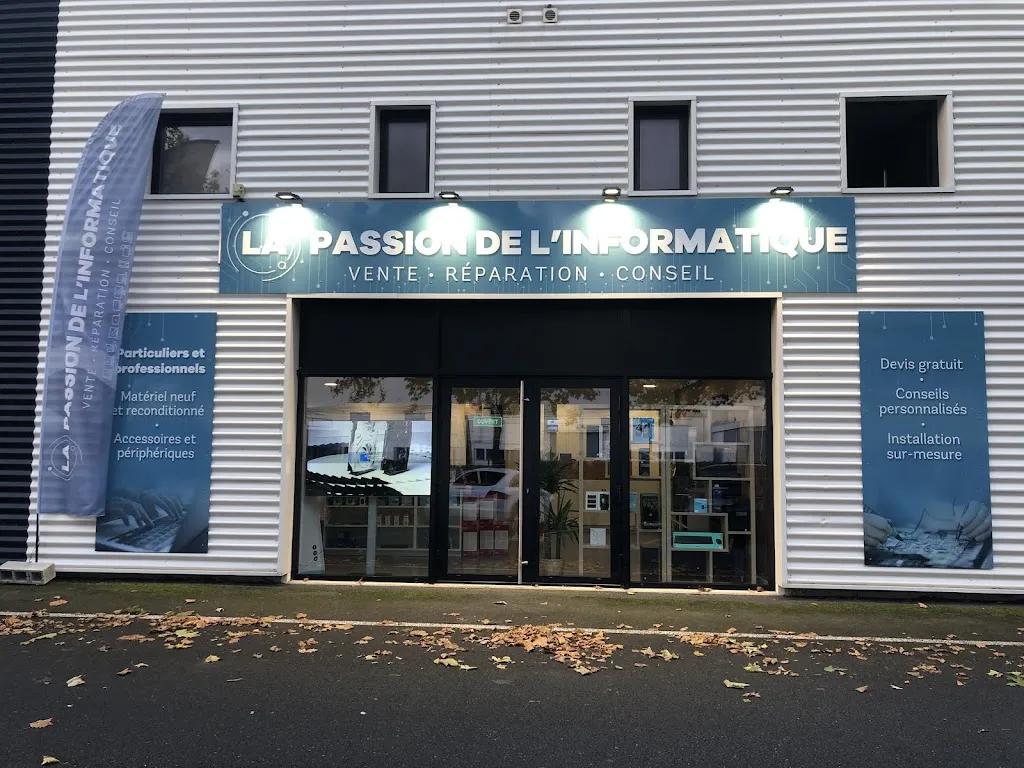 LA PASSION DE L'INFORMATIQUE
VENTE • RÉPARATION • CONSEIL
LA PASSION DE L'INFORMATIQUE
VENTE • RÉPARATION • CONSEIL
Particuliers et
professionnels
Matériel neuf
et reconditionné
Accessoires et
périphériques
OUVERT
Devis gratuit
•
Conseils
personnalisés
•
Installation
sur-mesure